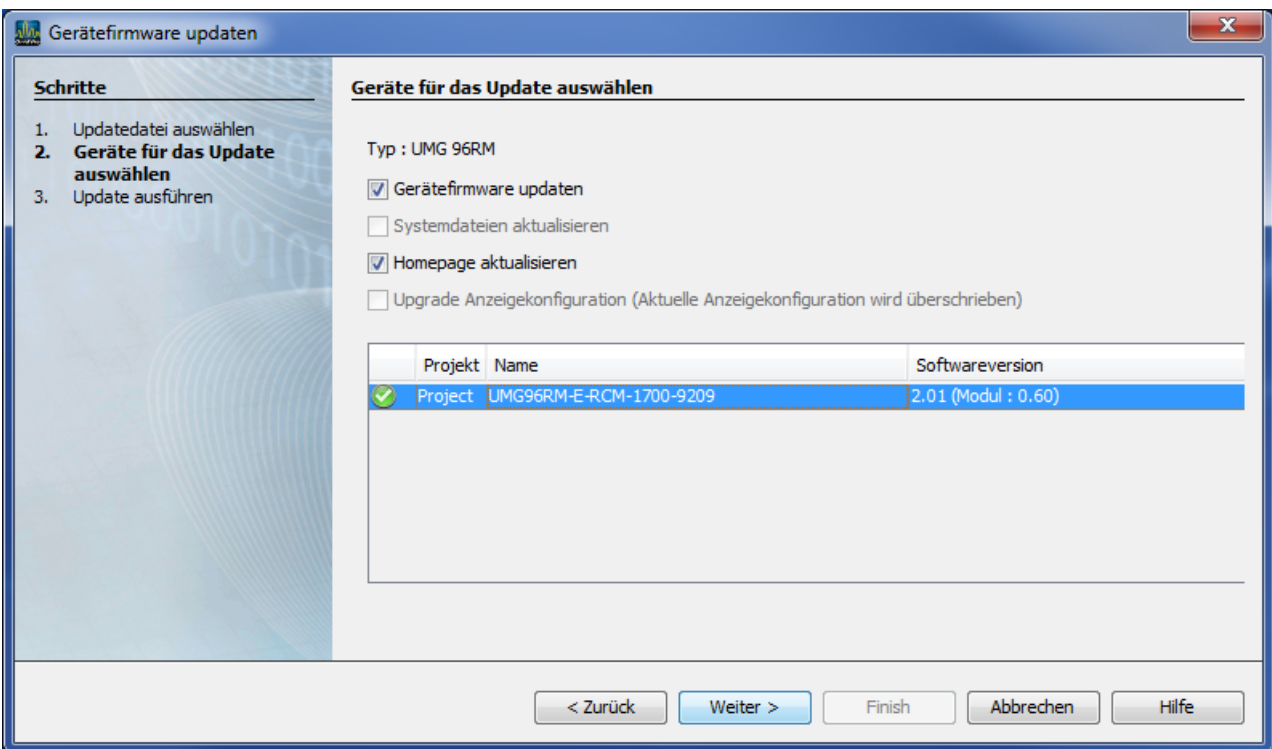 Gerätefirmware updaten
Schritte
1. Updatedatei auswählen
2. Geräte für das Update
auswählen
3. Update ausführen
Geräte für das Update auswählen
Typ : UMG 96RM
Gerätefirmware updaten
Systemdateien aktualisieren
Homepage aktualisieren
Upgrade Anzeigekonfiguration (Aktuelle Anzeigekonfiguration wird überschrieben)
Projekt Name Softwareversion
Project UMG96RM-E-RCM-1700-9209 2.01 (Modul : 0.60)
< Zurück Weiter > Finish Abbrechen Hilfe